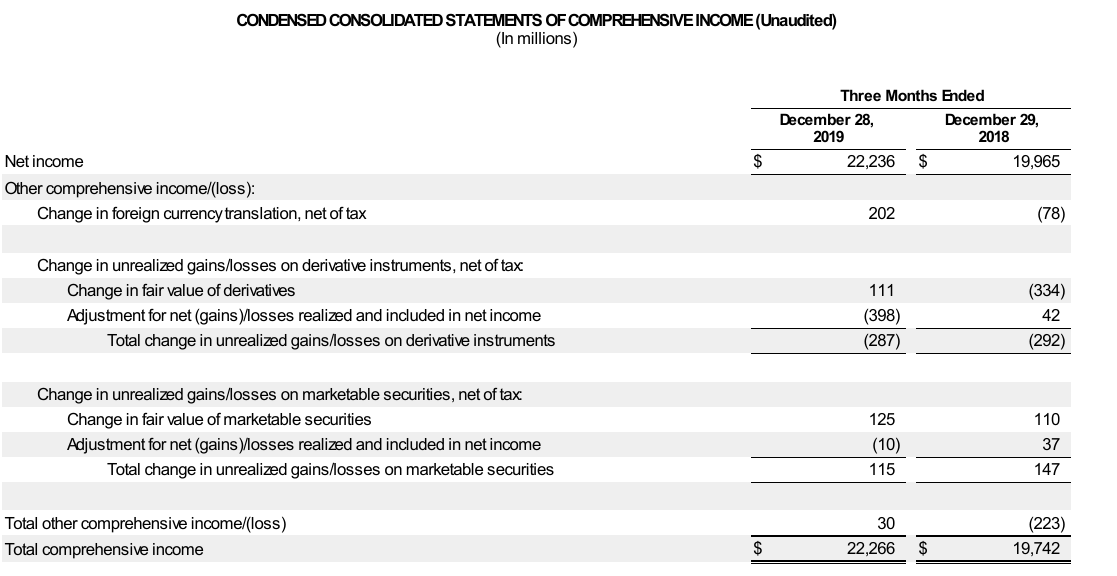 CONDENSED CONSOLIDATED STATEMENTS OF COMPREHENSIVE INCOME (Unaudited)
(In millions)
Three Months Ended
December 28, 2019 December 29, 2018
Net income $ 22,236 $ 19,965
Other comprehensive income/(loss):
Change in foreign currency translation, net of tax 202 (78)
Change in unrealized gains/losses on derivative instruments, net of tax:
Change in fair value of derivatives 111 (334)
Adjustment for net (gains)/losses realized and included in net income (398) 42
Total change in unrealized gains/losses on derivative instruments (287) (292)
Change in unrealized gains/losses on marketable securities, net of tax:
Change in fair value of marketable securities 125 110
Adjustment for net (gains)/losses realized and included in net income (10) 37
Total change in unrealized gains/losses on marketable securities 115 147
Total other comprehensive income/(loss) 30 (223)
Total comprehensive income $ 22,266 $ 19,742